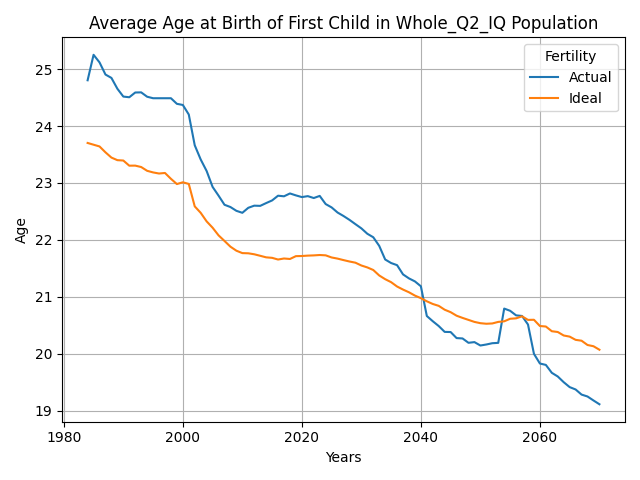 Average Age at Birth of First Child in Whole_Q2_IQ Population
Fertility
Actual
Ideal
Age
25
24
23
22
21
20
19
1980
2000
2020
2040
2060
Years